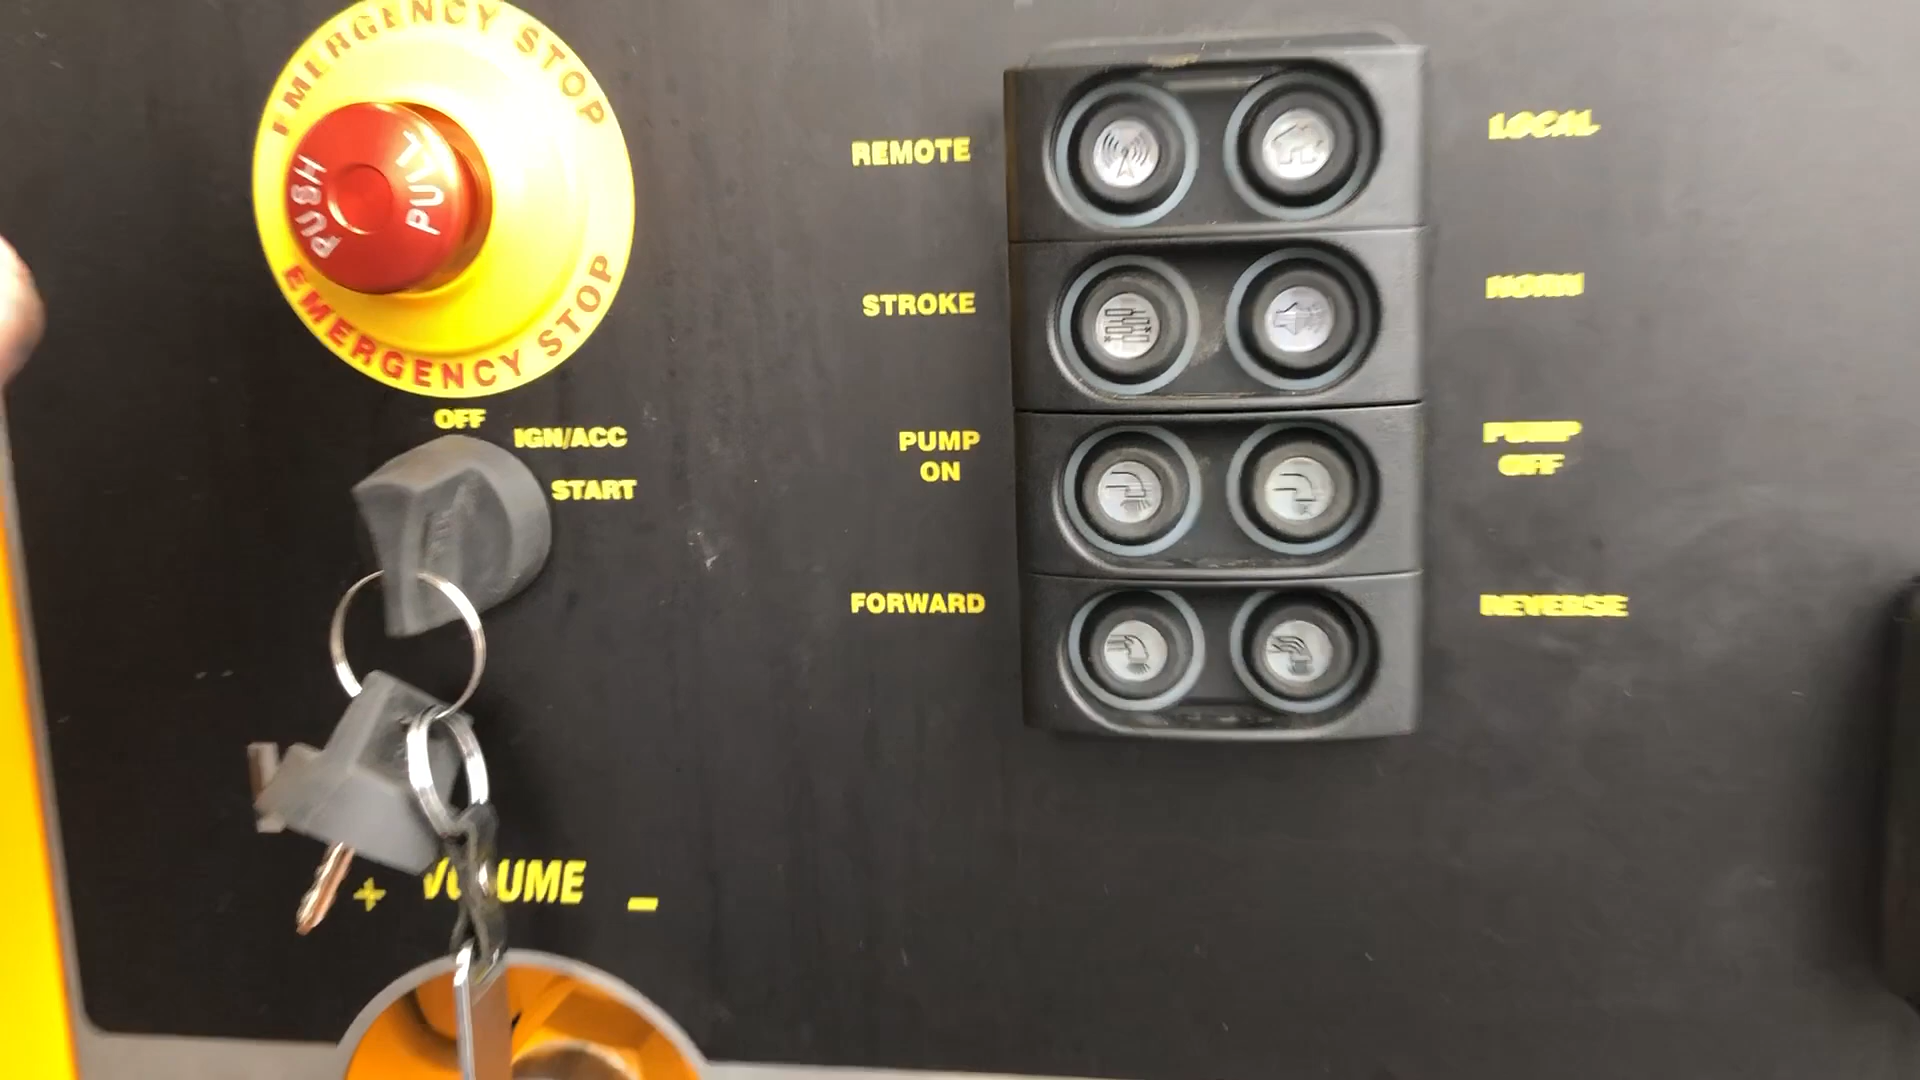 EMERGENCY STOP
PUSH
PULL
EMERGENCY STOP
OFF
IGN/ACC
START
REMOTE
LOCAL
STROKE
HORN
PUMP
ON
PUMP
OFF
FORWARD
REVERSE
+ VOLUME -